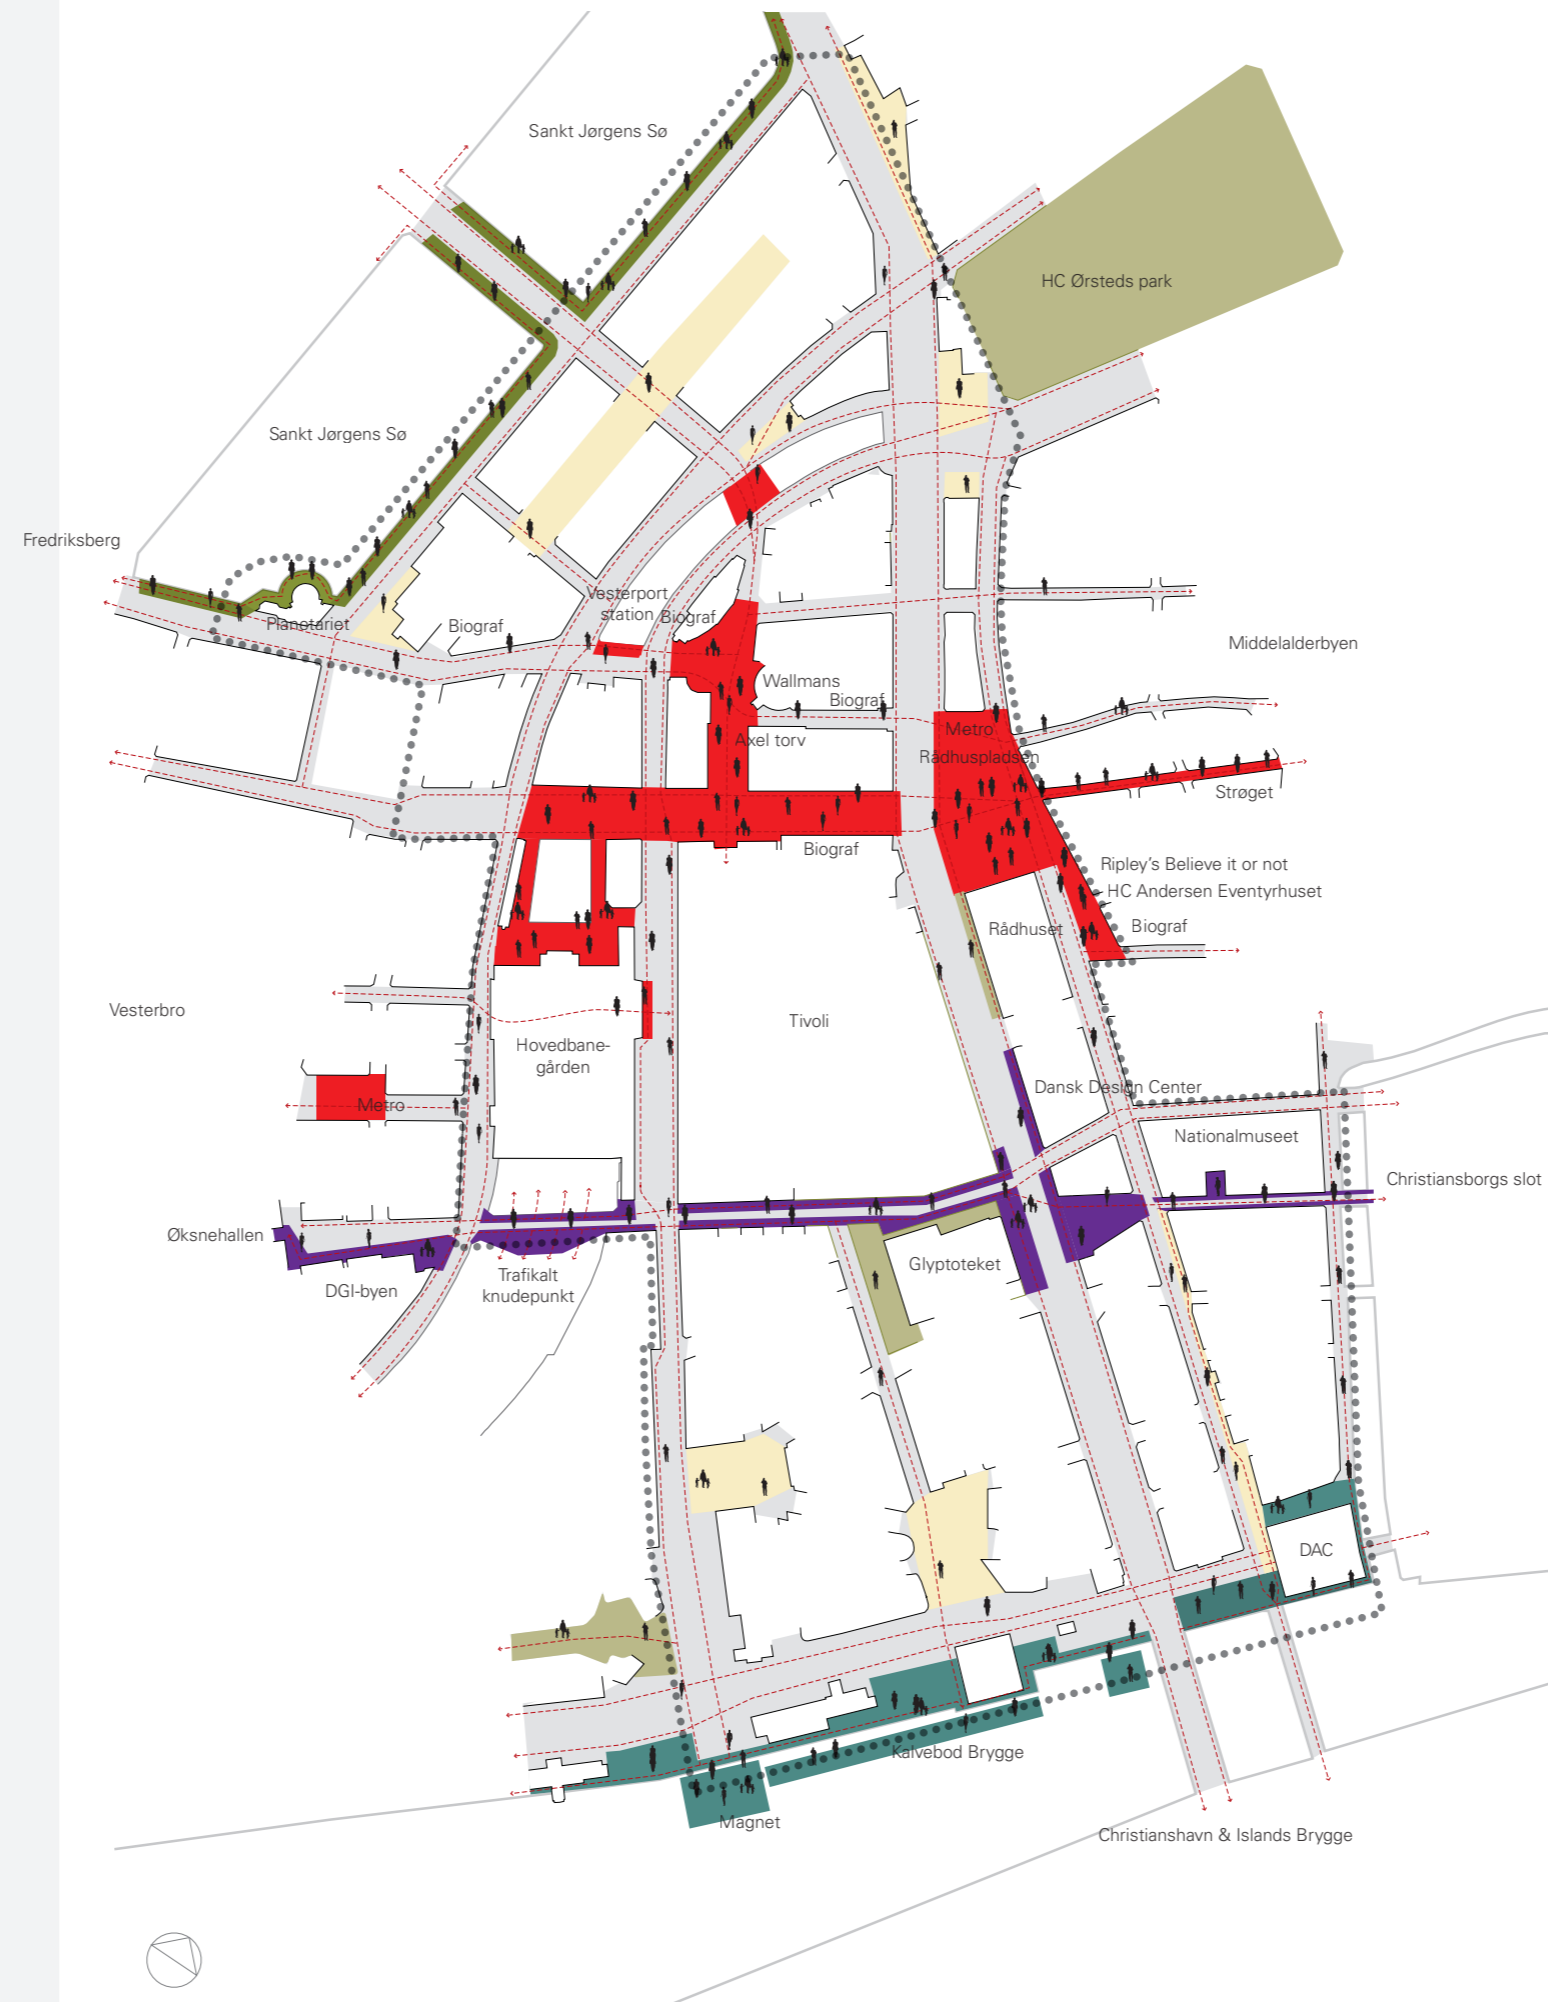 Sankt Jørgens Sø
HC Ørsteds park
Sankt Jørgens Sø
Fredriksberg
Vesterport
station
Biograf
Planetariet
Biograf
Middelalderbyen
Wallmans
Biograf
Metro
Axel torv
Rådhuspladsen
Strøget
Biograf
Ripley's Believe it or not
HC Andersen Eventyrhuset
Biograf
Rådhuset
Vesterbro
Tivoli
Hovedbane-
gården
Dansk Design Center
Metro
Nationalmuseet
Christiansborgs slot
Øksnehallen
Glyptoteket
DGI-byen
Trafikalt
knudepunkt
DAC
Kalvebod Brygge
Magnet
Christianshavn & Islands Brygge